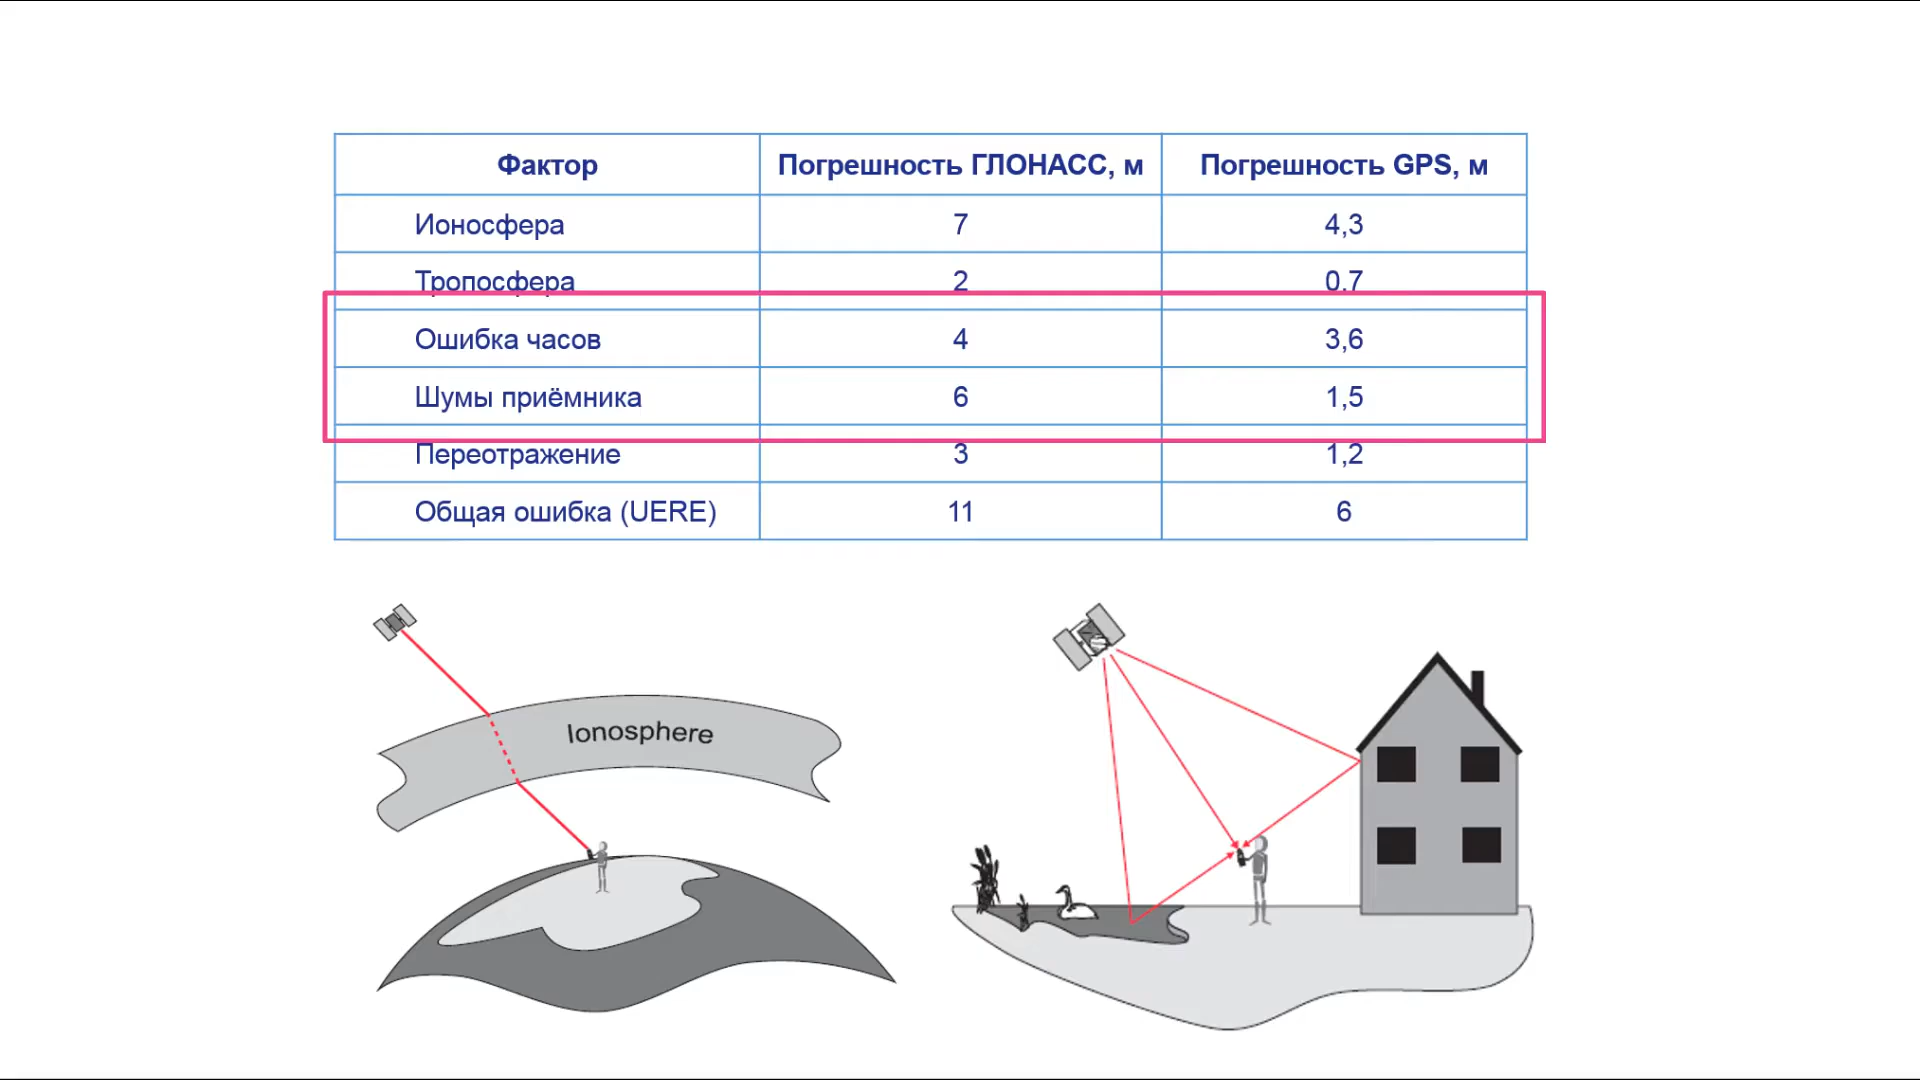 Фактор Погрешность ГЛОНАСС, м Погрешность GPS, м
Ионосфера 7 4,3
Тропосфера 2 0,7
Ошибка часов 4 3,6
Шумы приёмника 6 1,5
Переотражение 3 1,2
Общая ошибка (UERE) 11 6
Ionosphere